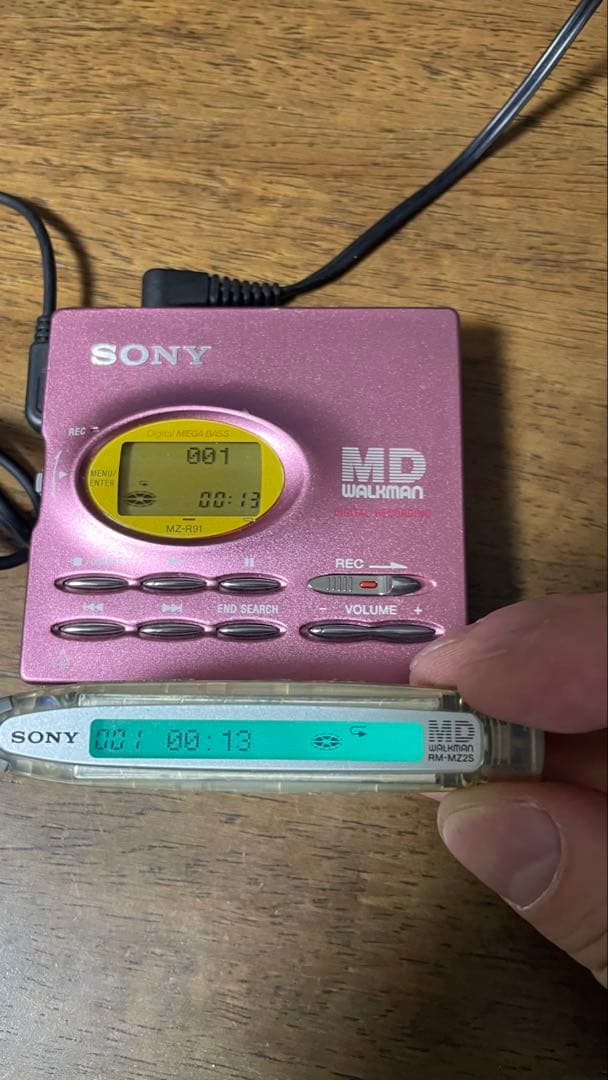 SONY
REC
Digital MEGA BASS
001
MENU/
ENTER
00:13
MZ-R91
MD
WALKMAN
DIGITAL RECORDING
REC
END SEARCH
− VOLUME +
SONY
001 00:13
MD
WALKMAN
RM-MZ2S